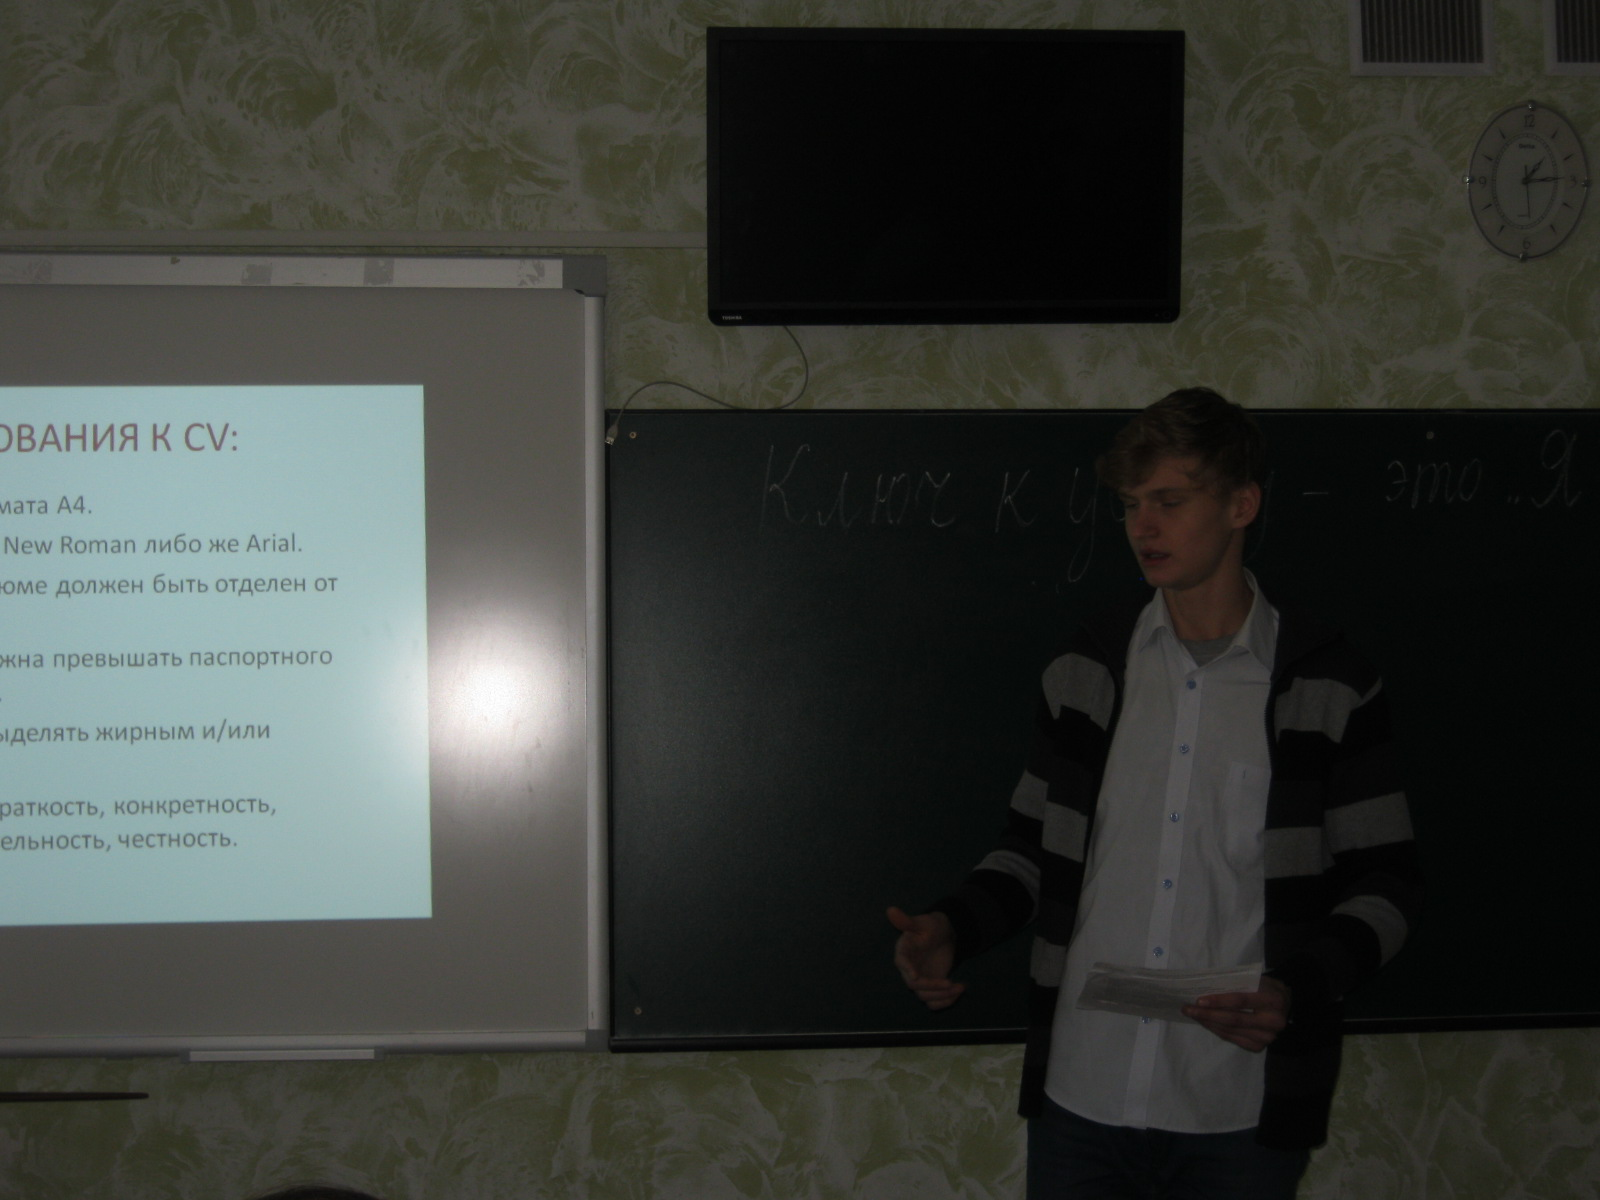 ОВАНИЯ К CV:
мата А4.
New Roman либо же Arial.
юме должен быть отделен от
жна превышать паспортного
ыделять жирным и/или
раткость, конкретность,
ельность, честность.
TOSHIBA
Ключ к у – это „Я